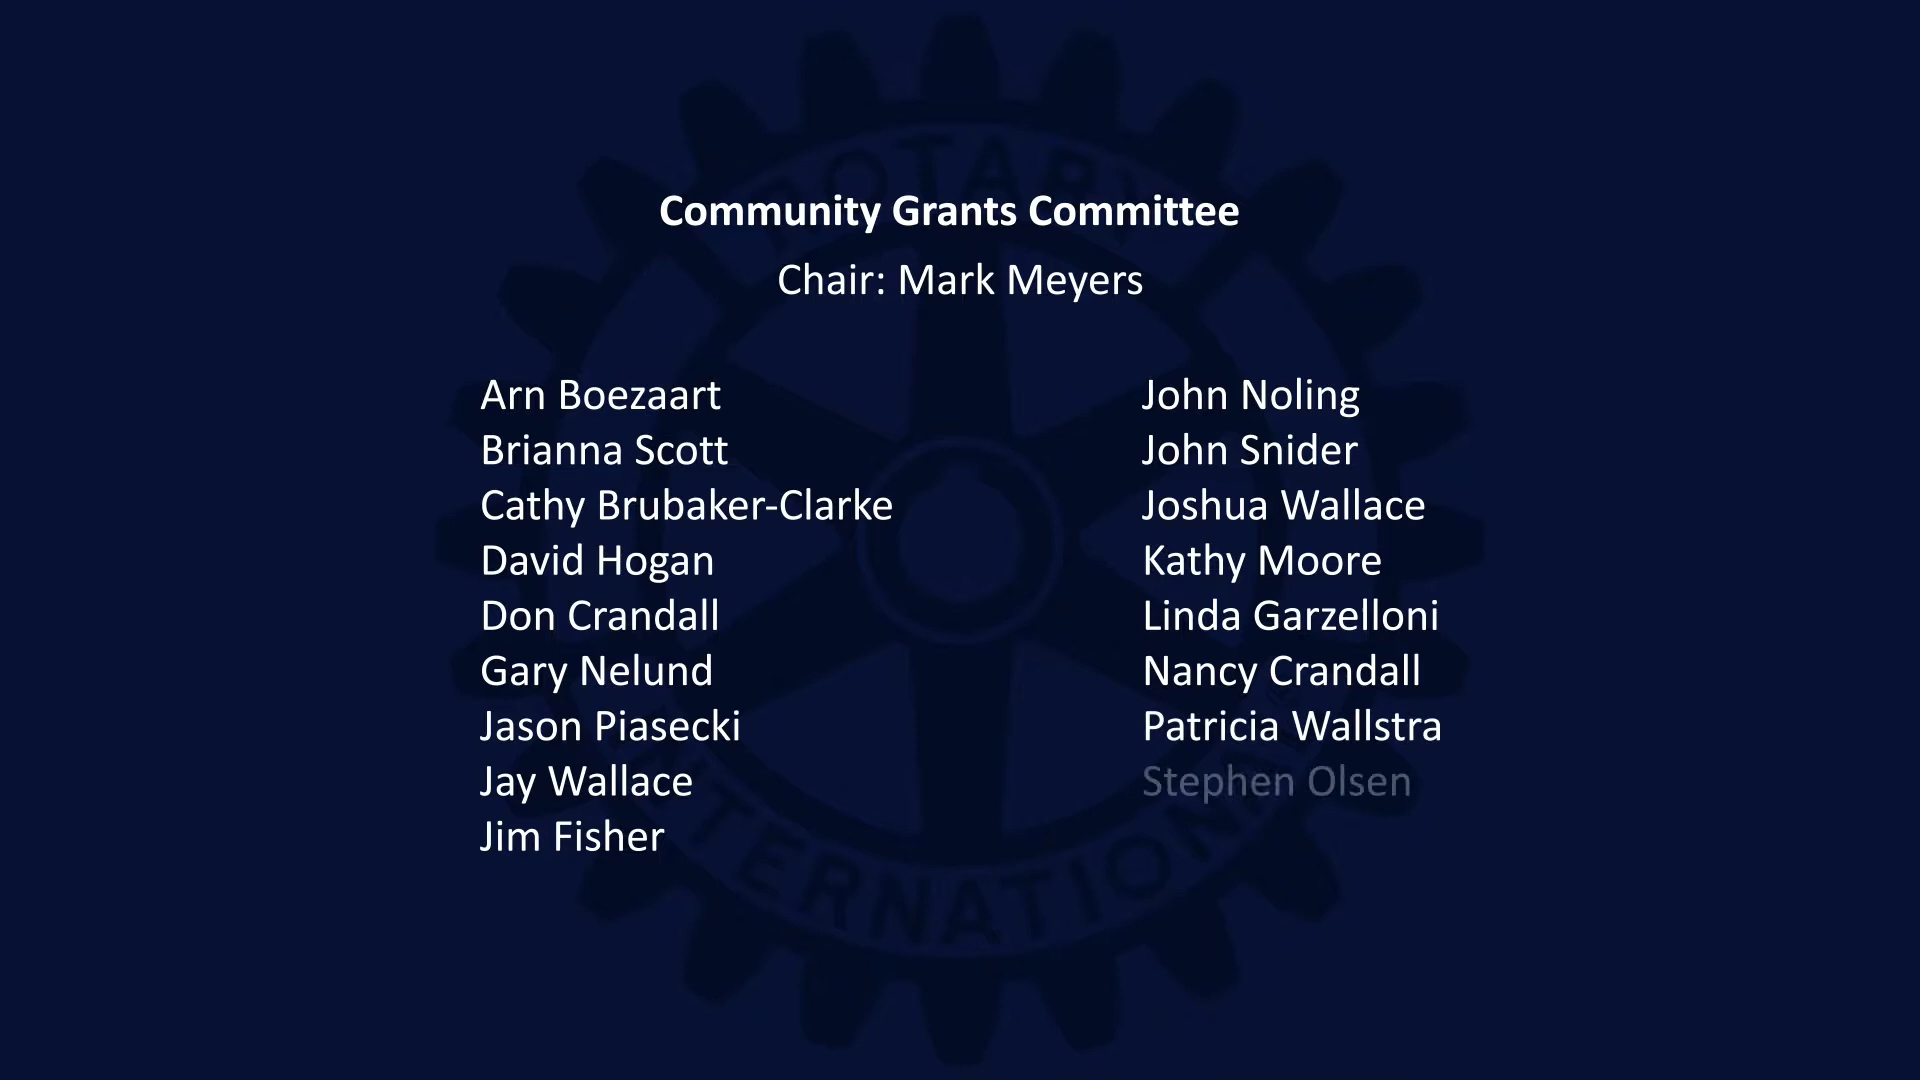 ROTARY
Community Grants Committee
Chair: Mark Meyers
Arn Boezaart
Brianna Scott
Cathy Brubaker-Clarke
David Hogan
Don Crandall
Gary Nelund
Jason Piasecki
Jay Wallace
Jim Fisher
John Noling
John Snider
Joshua Wallace
Kathy Moore
Linda Garzelloni
Nancy Crandall
Patricia Wallstra
Stephen Olsen
INTERNATIONAL